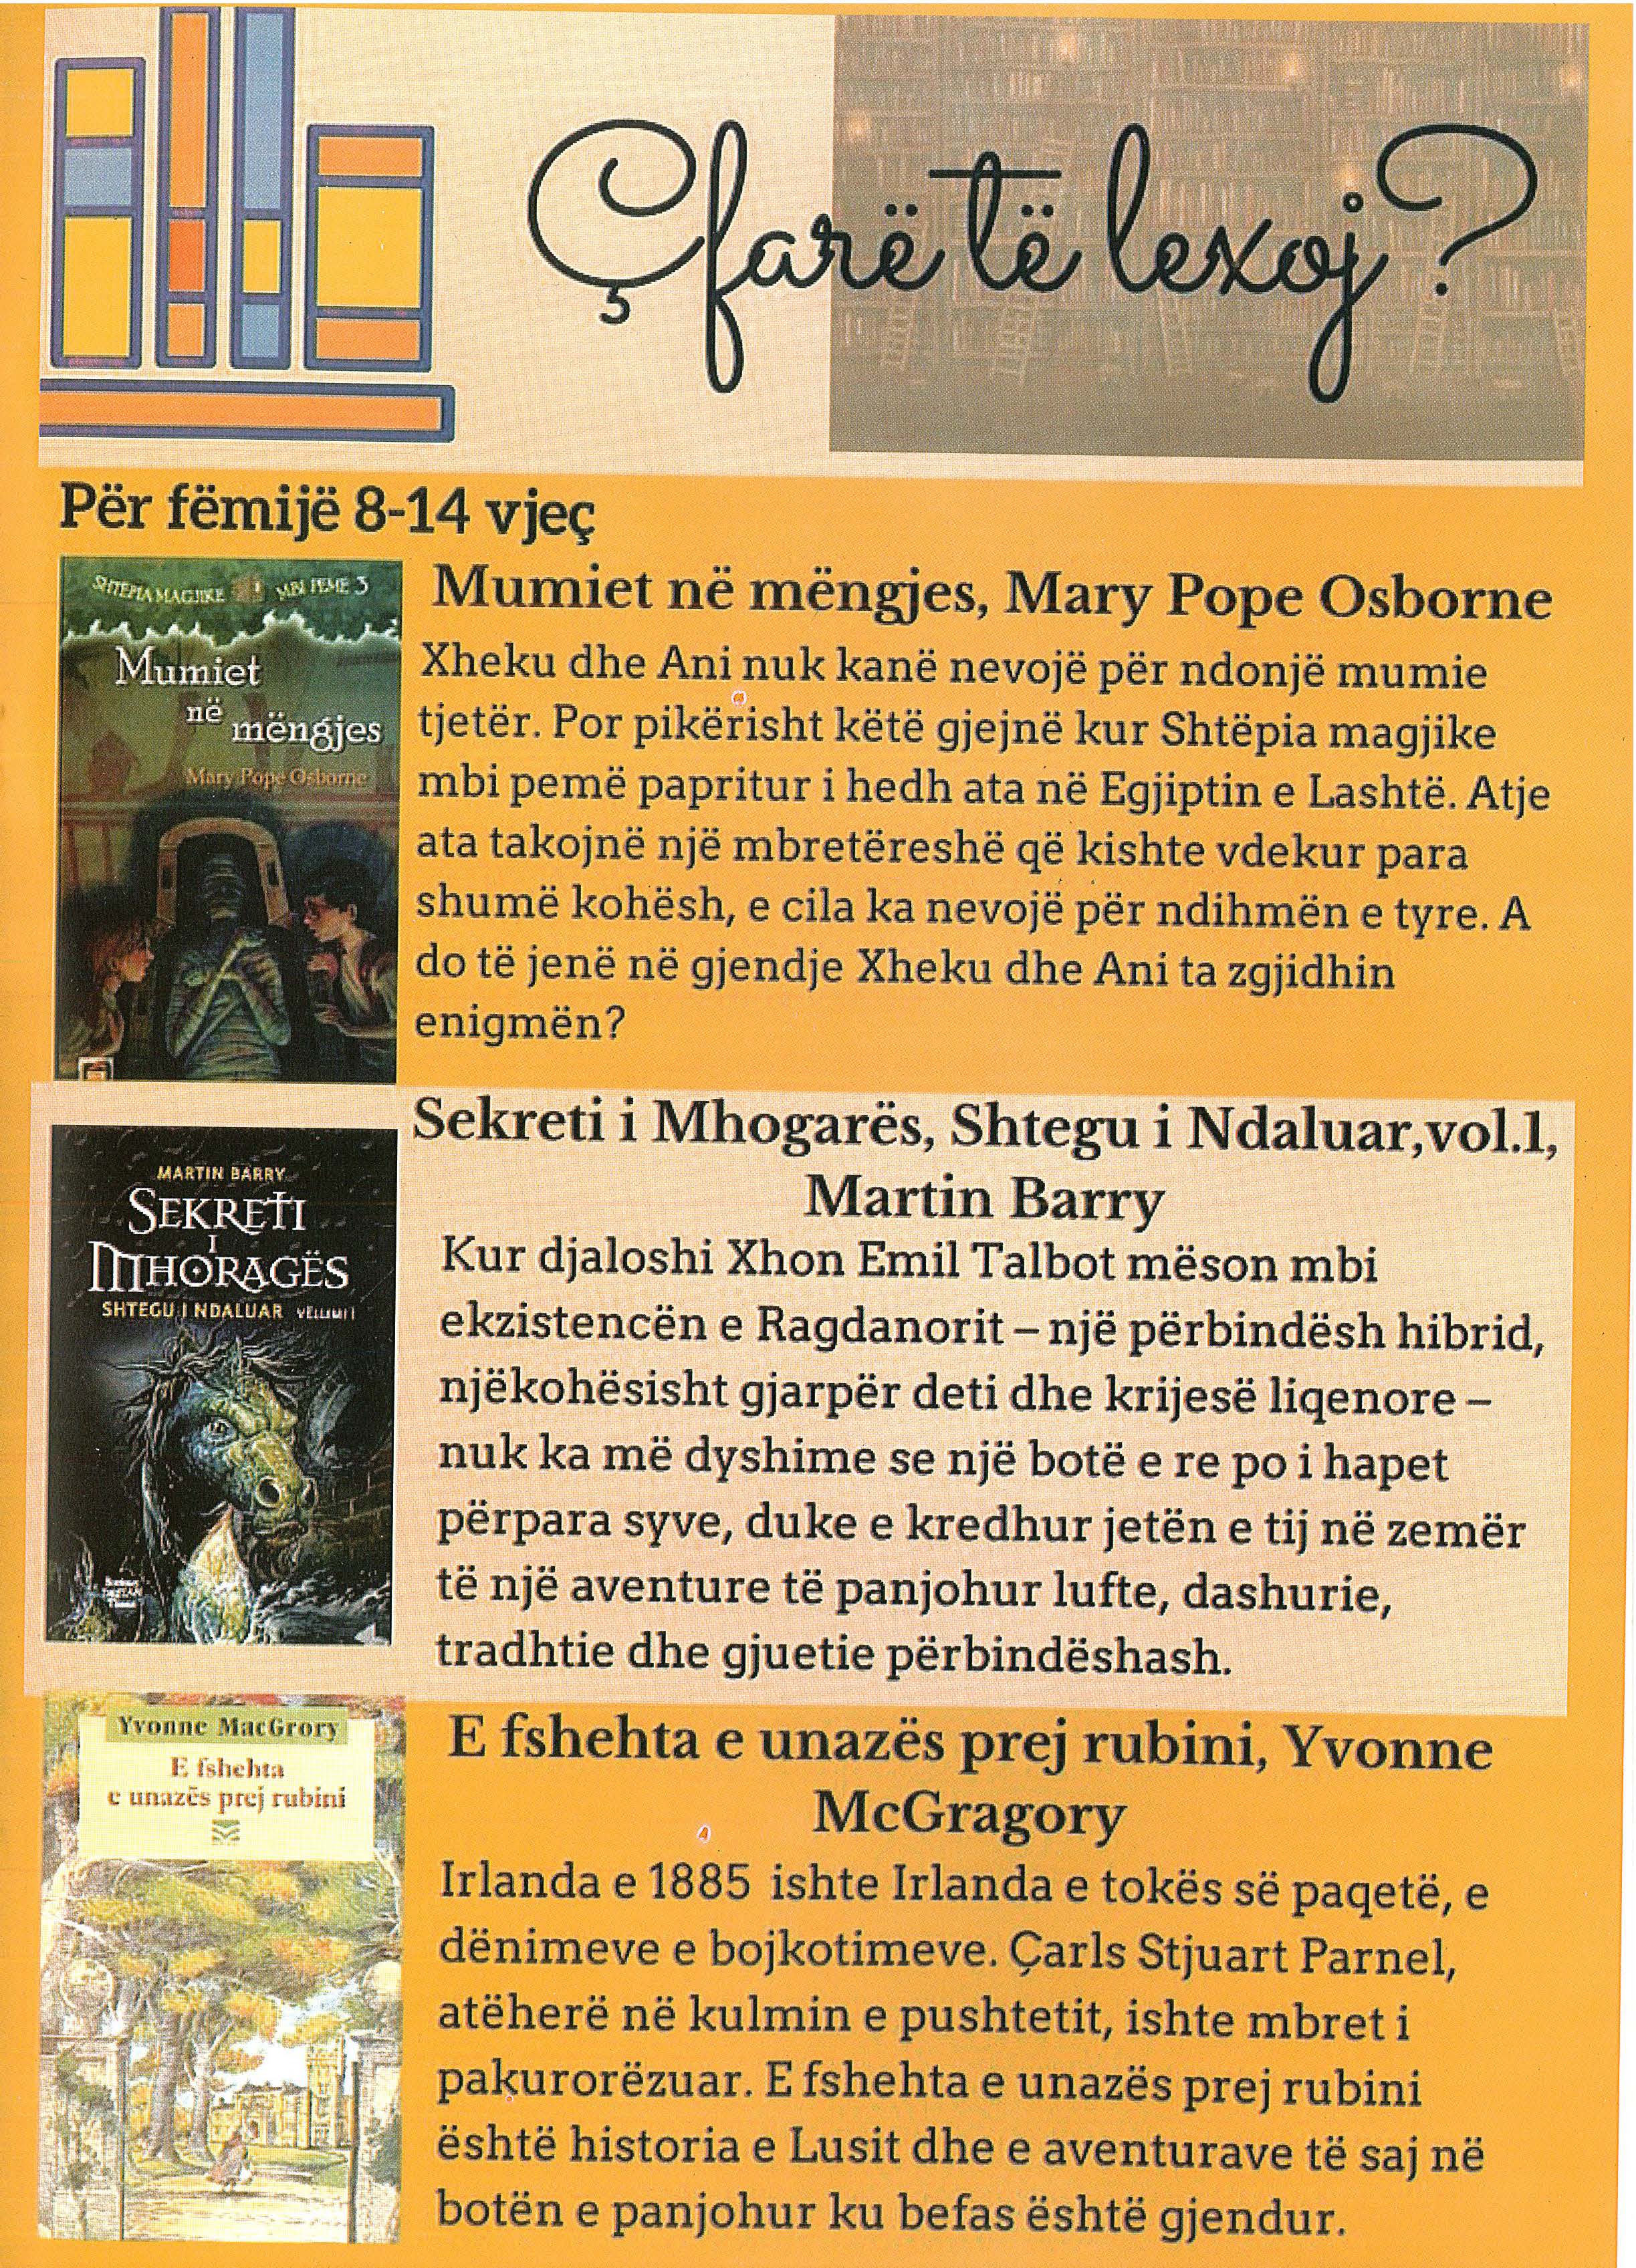 Çfarë të lexoj?
Për fëmijë 8-14 vjeç
SHTËPIA MAGJIKE MBI PEMË 3
Mumiet
në
mëngjes
Mary Pope Osborne
Mumiet në mëngjes, Mary Pope Osborne
Xheku dhe Ani nuk kanë nevojë për ndonjë mumie
tjetër. Por pikërisht këtë gjejnë kur Shtëpia magjike
mbi pemë papritur i hedh ata në Egjiptin e Lashtë. Atje
ata takojnë një mbretëreshë që kishte vdekur para
shumë kohësh, e cila ka nevojë për ndihmën e tyre. A
do të jenë në gjendje Xheku dhe Ani ta zgjidhin
enigmën?
MARTIN BARRY
SEKRETI
I
MHORAGËS
SHTEGU I NDALUAR VËLLIMI I
Sekreti i Mhogarës, Shtegu i Ndaluar,vol.1,
Martin Barry
Kur djaloshi Xhon Emil Talbot mëson mbi
ekzistencën e Ragdanorit – një përbindësh hibrid,
njëkohësisht gjarpër deti dhe krijesë liqenore –
nuk ka më dyshime se një botë e re po i hapet
përpara syve, duke e kredhur jetën e tij në zemër
të një aventure të panjohur lufte, dashurie,
tradhtie dhe gjuetie përbindëshash.
Yvonne MacGrory
E fshehta
e unazës prej rubini
E fshehta e unazës prej rubini, Yvonne
McGragory
Irlanda e 1885 ishte Irlanda e tokës së paqetë, e
dënimeve e bojkotimeve. Çarls Stjuart Parnel,
atëherë në kulmin e pushtetit, ishte mbret i
pakurorëzuar. E fshehta e unazës prej rubini
është historia e Lusit dhe e aventurave të saj në
botën e panjohur ku befas është gjendur.